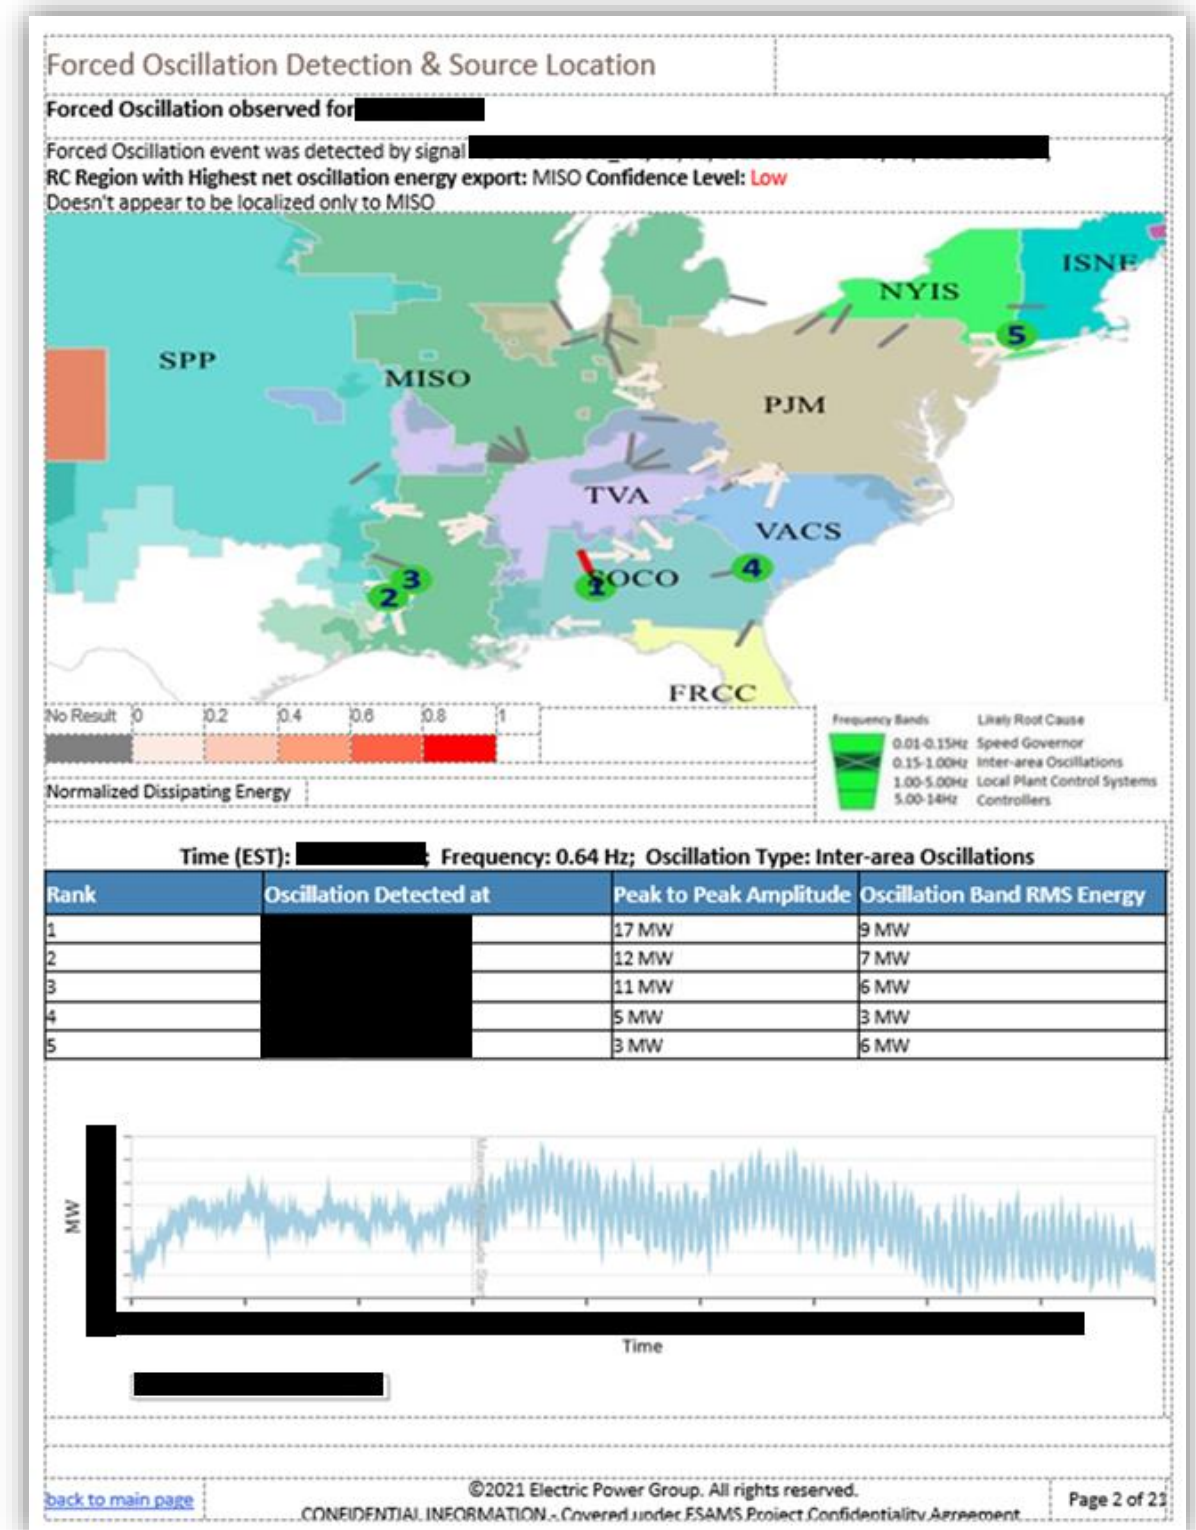 Forced Oscillation Detection & Source Location
Forced Oscillation observed for
Forced Oscillation event was detected by signal
RC Region with Highest net oscillation energy export: MISO Confidence Level: Low
Doesn't appear to be localized only to MISO
ISNE
NYIS
5
SPP
MISO
PJM
TVA
VACS
3
2
SOCO
1
4
FRCC
No Result 0 0.2 0.4 0.6 0.8 1
Normalized Dissipating Energy
Frequency Bands Likely Root Cause
0.01-0.15Hz Speed Governor
0.15-1.00Hz Inter-area Oscillations
1.00-5.00Hz Local Plant Control Systems
5.00-14Hz Controllers
Time (EST): ; Frequency: 0.64 Hz; Oscillation Type: Inter-area Oscillations
Rank Oscillation Detected at Peak to Peak Amplitude Oscillation Band RMS Energy
1 17 MW 9 MW
2 12 MW 7 MW
3 11 MW 6 MW
4 5 MW 3 MW
5 3 MW 6 MW
MW
Time
back to main page
©2021 Electric Power Group. All rights reserved.
CONFIDENTIAL INFORMATION - Covered under ESAMS Project Confidentiality Agreement
Page 2 of 21